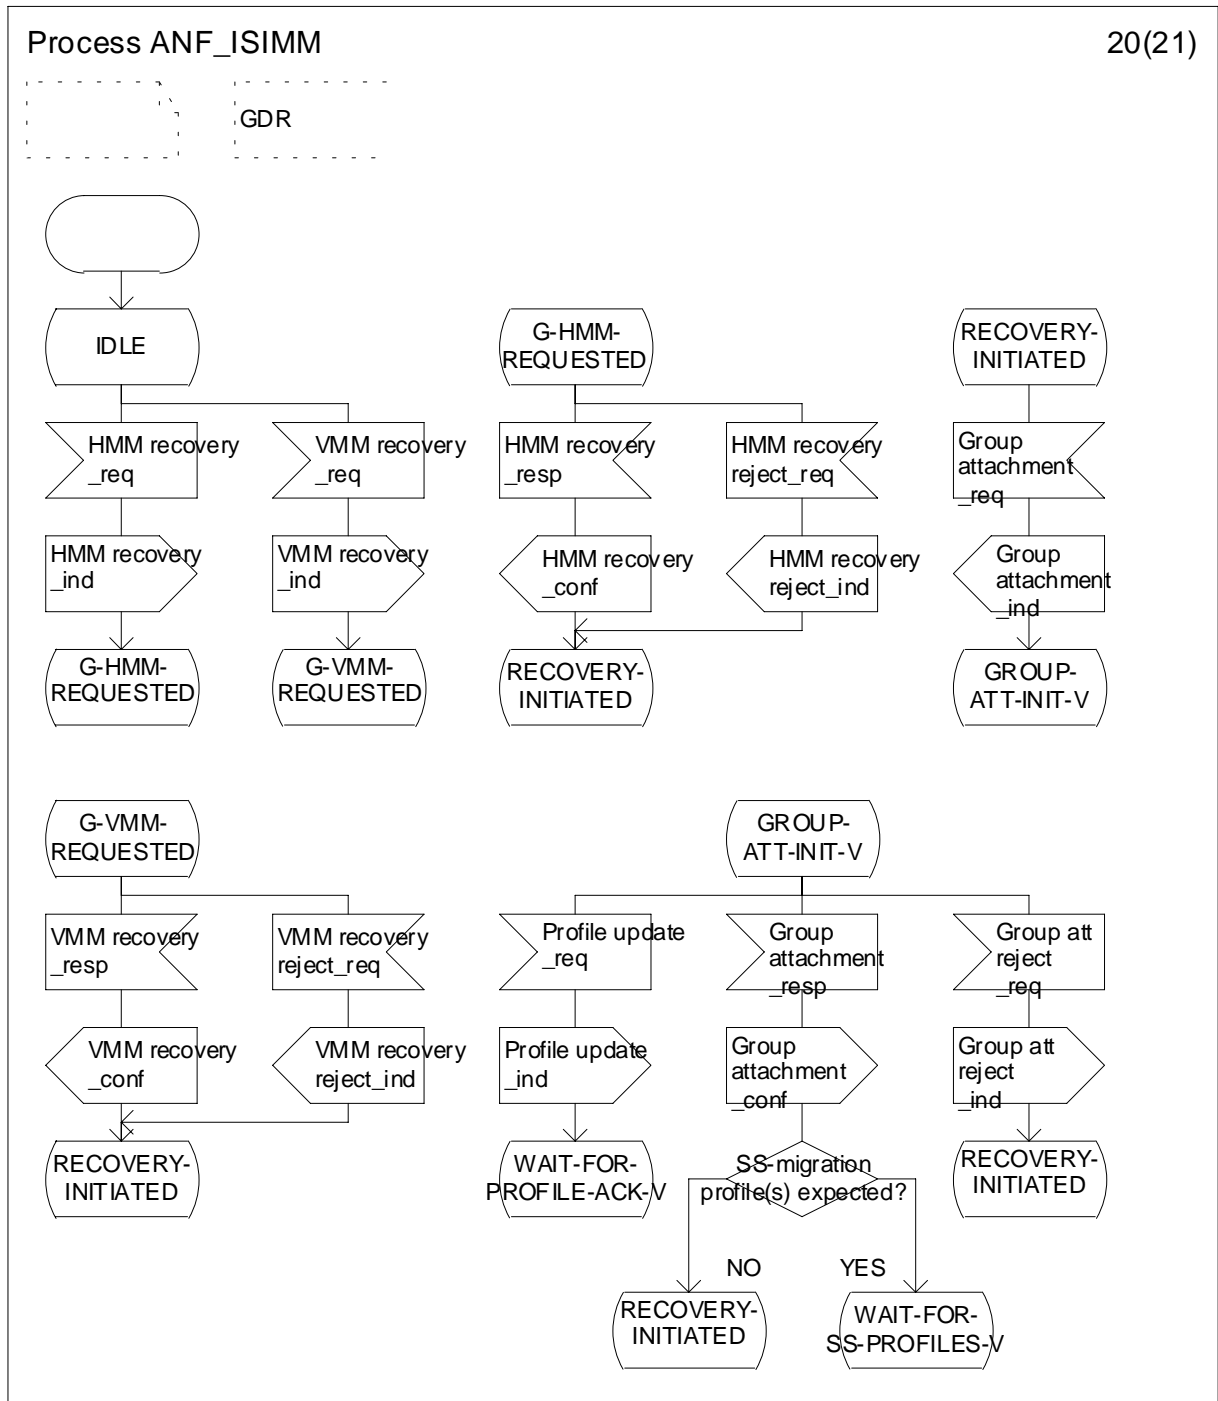 Process ANF_ISIMM
20(21)
GDR
IDLE
G-HMM-
REQUESTED
RECOVERY-
INITIATED
HMM recovery
_req
VMM recovery
_req
HMM recovery
_resp
HMM recovery
reject_req
Group
attachment
_req
HMM recovery
_ind
VMM recovery
_ind
HMM recovery
_conf
HMM recovery
reject_ind
Group
attachment
_ind
G-HMM-
REQUESTED
G-VMM-
REQUESTED
RECOVERY-
INITIATED
GROUP-
ATT-INIT-V
G-VMM-
REQUESTED
GROUP-
ATT-INIT-V
VMM recovery
_resp
VMM recovery
reject_req
Profile update
_req
Group
attachment
_resp
Group att
reject
_req
VMM recovery
_conf
VMM recovery
reject_ind
Profile update
_ind
Group
attachment
_conf
Group att
reject
_ind
RECOVERY-
INITIATED
WAIT-FOR-
PROFILE-ACK-V
SS-migration
profile(s) expected?
RECOVERY-
INITIATED
NO
YES
RECOVERY-
INITIATED
WAIT-FOR-
SS-PROFILES-V